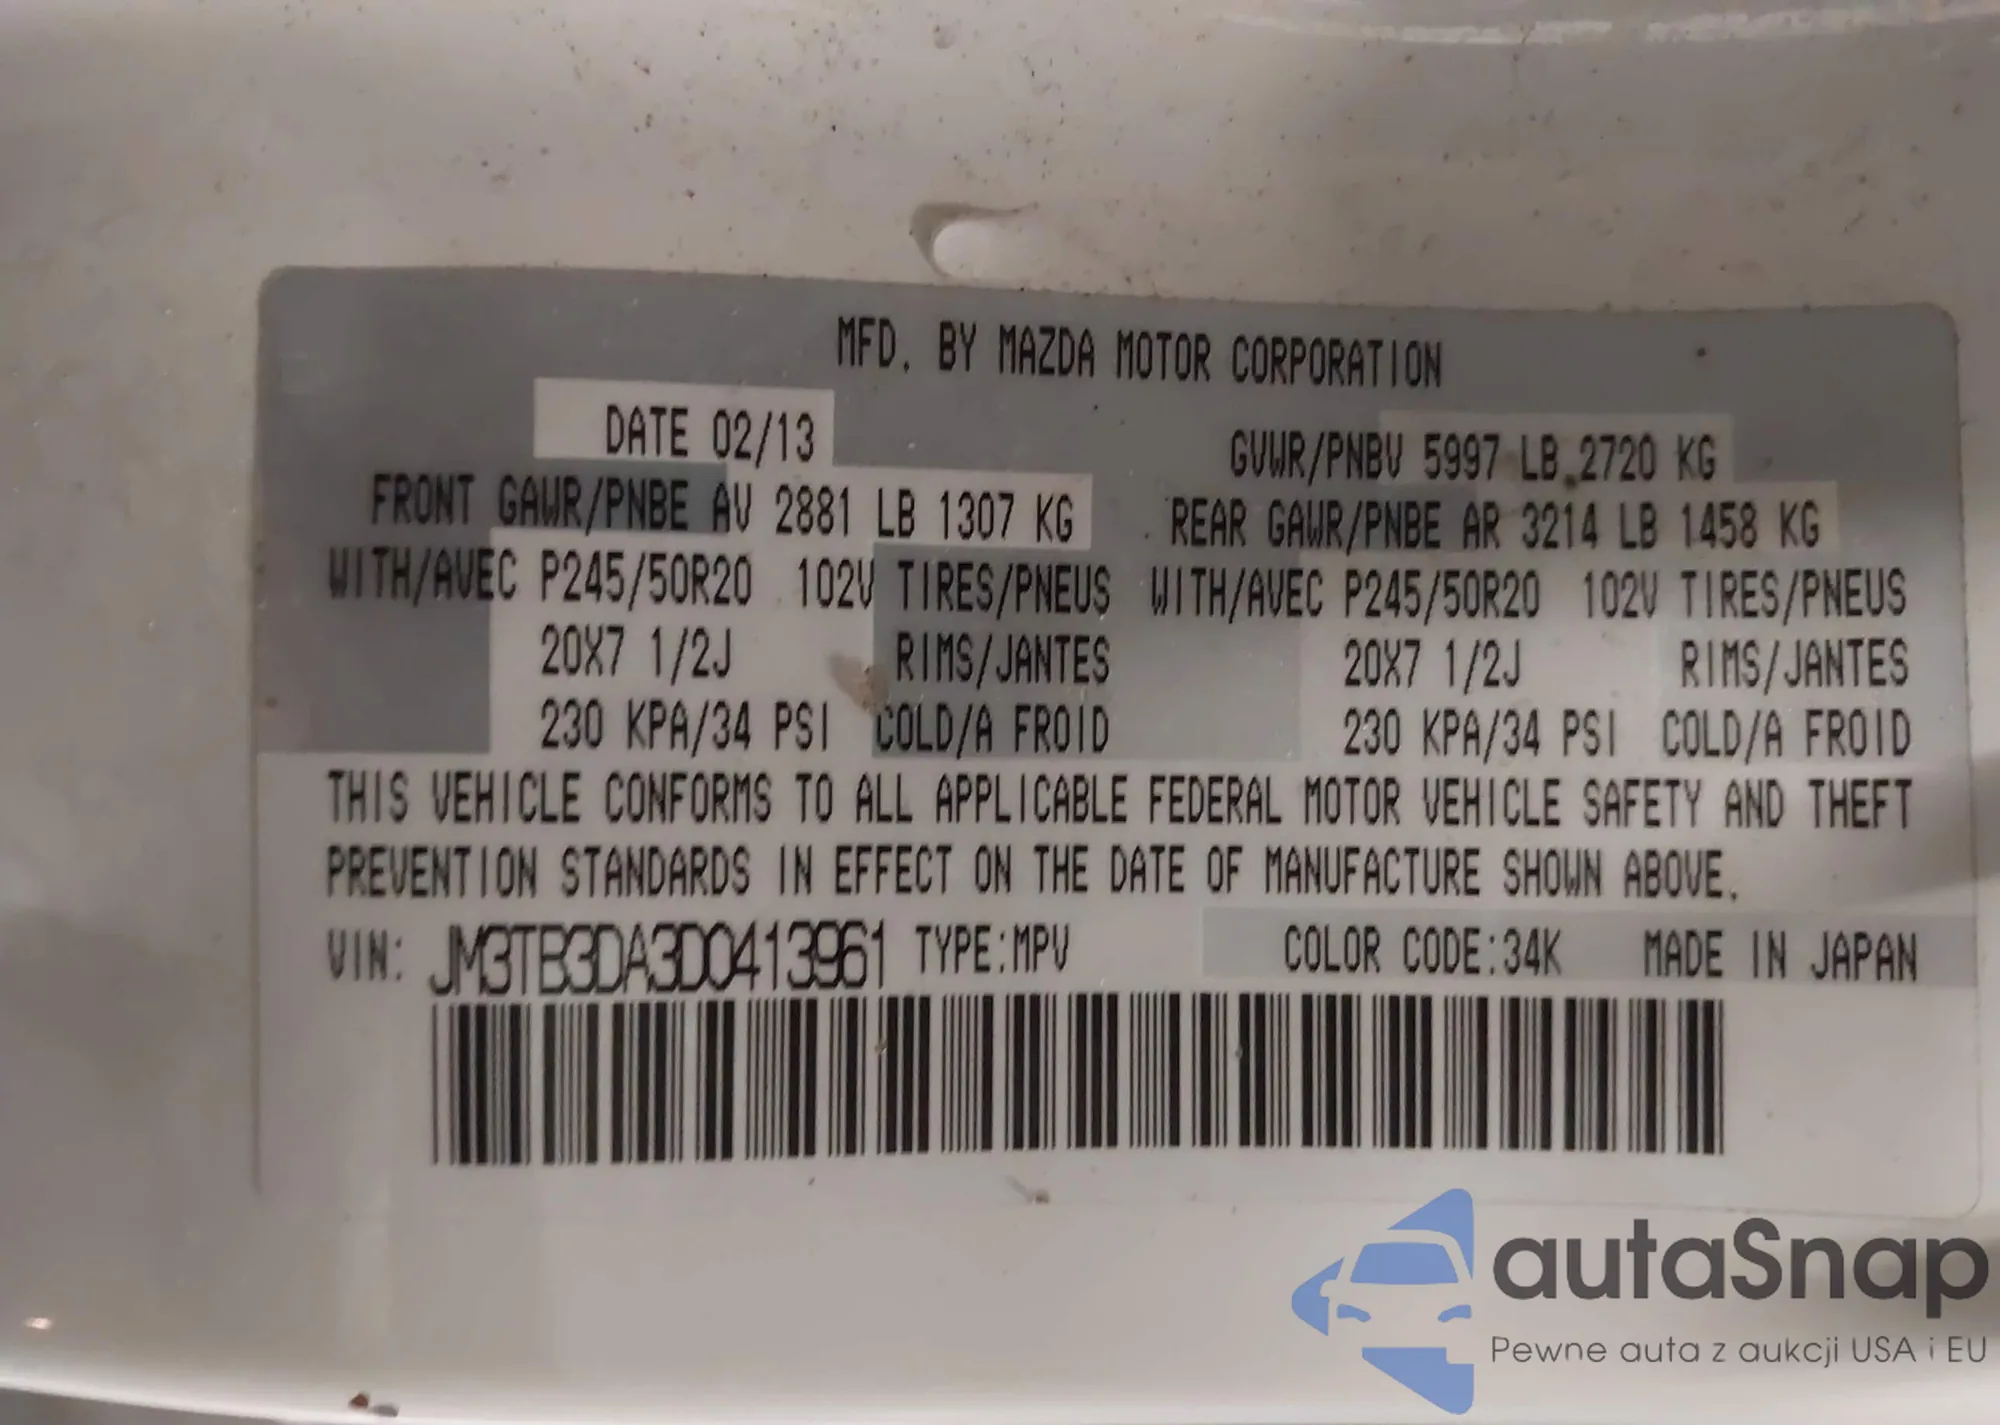 MFD. BY MAZDA MOTOR CORPORATION
DATE 02/13 GVWR/PNBV 5997 LB 2720 KG
FRONT GAWR/PNBE AV 2881 LB 1307 KG REAR GAWR/PNBE AR 3214 LB 1458 KG
WITH/AVEC P245/50R20 102V TIRES/PNEUS WITH/AVEC P245/50R20 102V TIRES/PNEUS
20X7 1/2J RIMS/JANTES 20X7 1/2J RIMS/JANTES
230 KPA/34 PSI COLD/A FROID 230 KPA/34 PSI COLD/A FROID
THIS VEHICLE CONFORMS TO ALL APPLICABLE FEDERAL MOTOR VEHICLE SAFETY AND THEFT
PREVENTION STANDARDS IN EFFECT ON THE DATE OF MANUFACTURE SHOWN ABOVE.
VIN: JM3TB3DA3D0413961 TYPE:MPV COLOR CODE:34K MADE IN JAPAN
autaSnap
Pewne auta z aukcji USA i EU